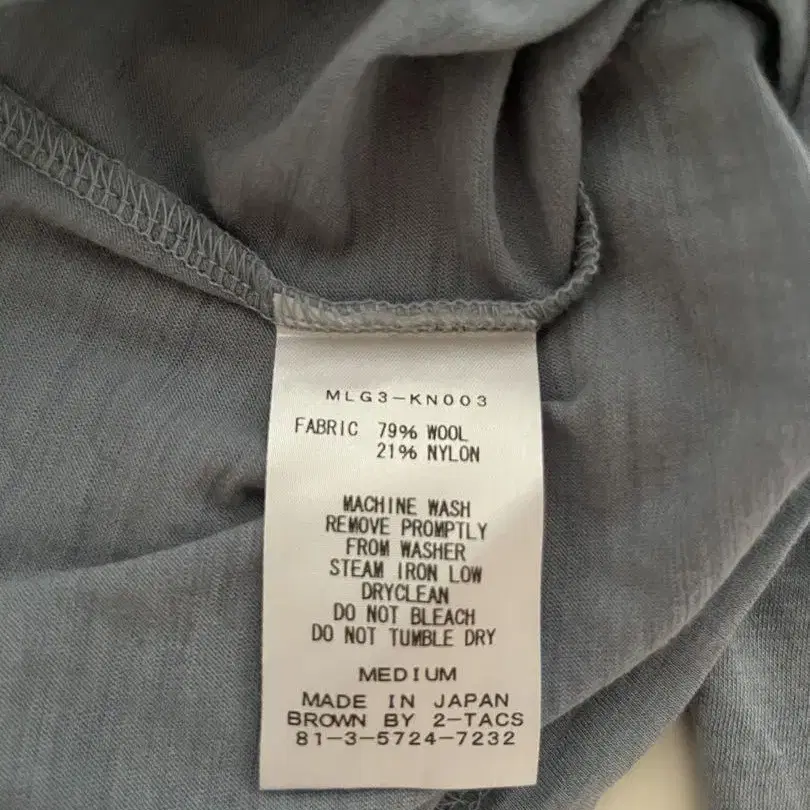 MLG3-KN003
FABRIC 79% WOOL
21% NYLON
MACHINE WASH
REMOVE PROMPTLY
FROM WASHER
STEAM IRON LOW
DRYCLEAN
DO NOT BLEACH
DO NOT TUMBLE DRY
MEDIUM
MADE IN JAPAN
BROWN BY 2-TACS
81-3-5724-7232